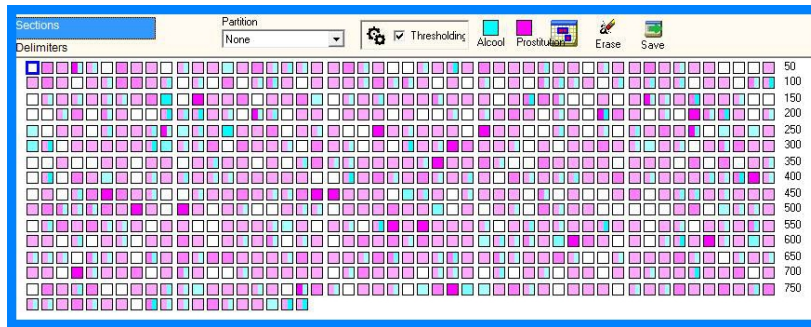 Sections
Delimiters
Partition
None
Thresholding
Alcool
Prostitution
Erase
Save
50
100
150
200
250
300
350
400
450
500
550
600
650
700
750